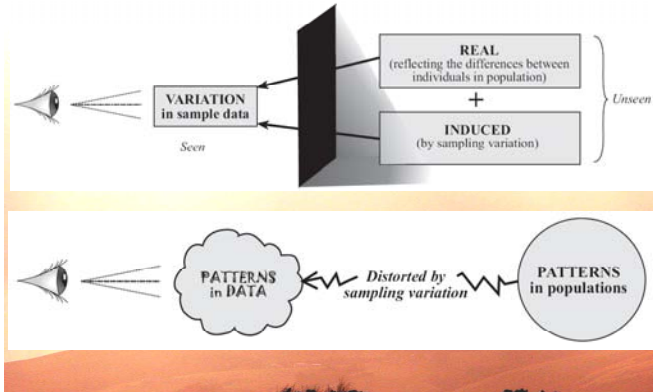 REAL
(reflecting the differences between
individuals in population)
VARIATION
in sample data
+
Unseen
INDUCED
(by sampling variation)
Seen
PATTERNS
in DATA
Distorted by
sampling variation
PATTERNS
in populations